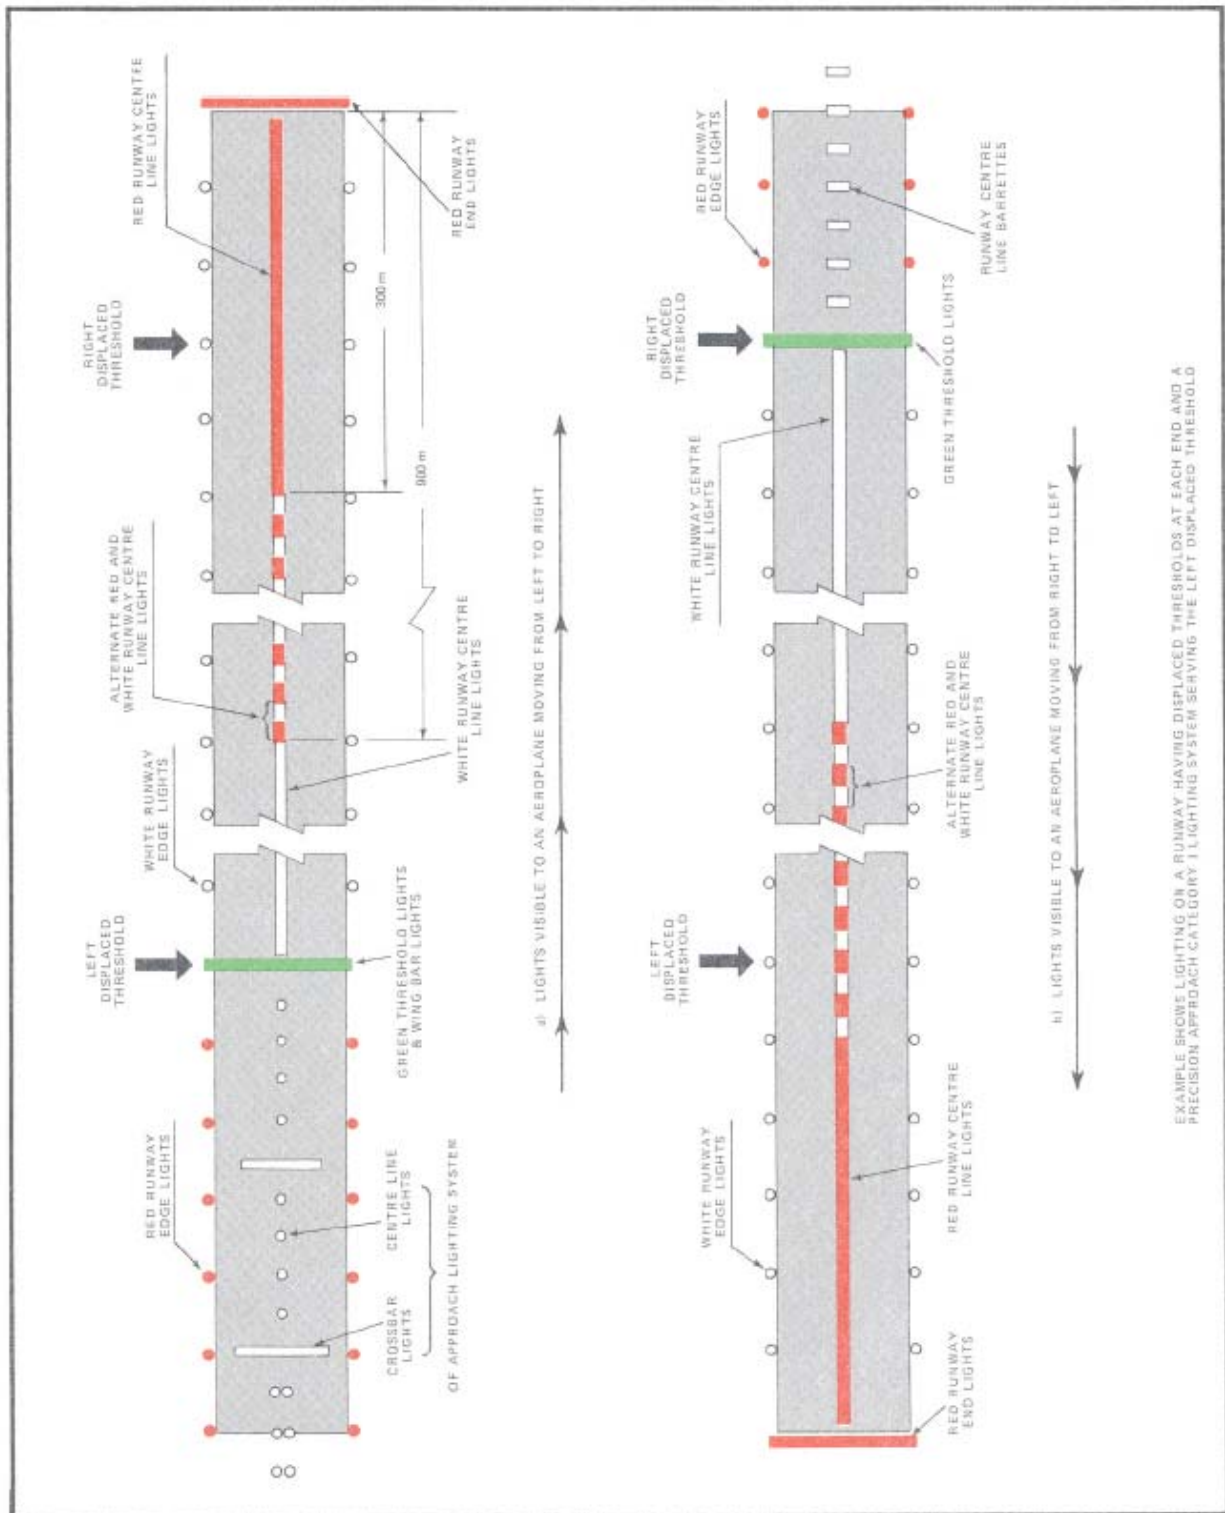 LEFT
DISPLACED
THRESHOLD
RIGHT
DISPLACED
THRESHOLD
RED RUNWAY
EDGE LIGHTS
WHITE RUNWAY
EDGE LIGHTS
ALTERNATE RED AND
WHITE RUNWAY CENTRE
LINE LIGHTS
RED RUNWAY CENTRE
LINE LIGHTS
300 m
900 m
CROSSBAR
LIGHTS
CENTRE LINE
LIGHTS
OF APPROACH LIGHTING SYSTEM
GREEN THRESHOLD LIGHTS
& WING BAR LIGHTS
WHITE RUNWAY CENTRE
LINE LIGHTS
RED RUNWAY
END LIGHTS
a) LIGHTS VISIBLE TO AN AEROPLANE MOVING FROM LEFT TO RIGHT
LEFT
DISPLACED
THRESHOLD
RIGHT
DISPLACED
THRESHOLD
WHITE RUNWAY
EDGE LIGHTS
WHITE RUNWAY CENTRE
LINE LIGHTS
RED RUNWAY
EDGE LIGHTS
RED RUNWAY
END LIGHTS
RED RUNWAY CENTRE
LINE LIGHTS
ALTERNATE RED AND
WHITE RUNWAY CENTRE
LINE LIGHTS
GREEN THRESHOLD LIGHTS
RUNWAY CENTRE
LINE BARRETTES
b) LIGHTS VISIBLE TO AN AEROPLANE MOVING FROM RIGHT TO LEFT
EXAMPLE SHOWS LIGHTING ON A RUNWAY HAVING DISPLACED THRESHOLDS AT EACH END AND A
PRECISION APPROACH CATEGORY I LIGHTING SYSTEM SERVING THE LEFT DISPLACED THRESHOLD